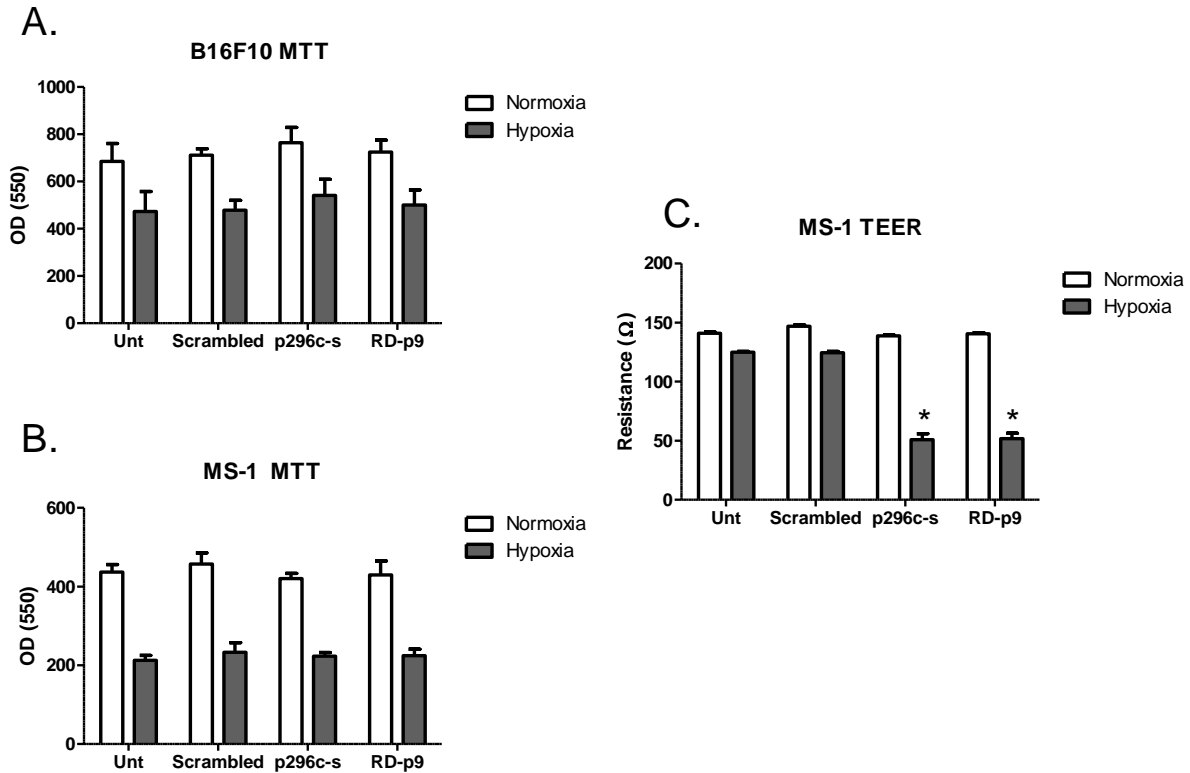 A.
B16F10 MTT
1000
800
600
400
200
0
OD (550)
Unt Scrambled p296c-s RD-p9
Normoxia
Hypoxia
B.
MS-1 MTT
600
400
200
0
OD (550)
Unt Scrambled p296c-s RD-p9
Normoxia
Hypoxia
C.
MS-1 TEER
200
150
100
50
0
Resistance (Ω)
* *
Unt Scrambled p296c-s RD-p9
Normoxia
Hypoxia